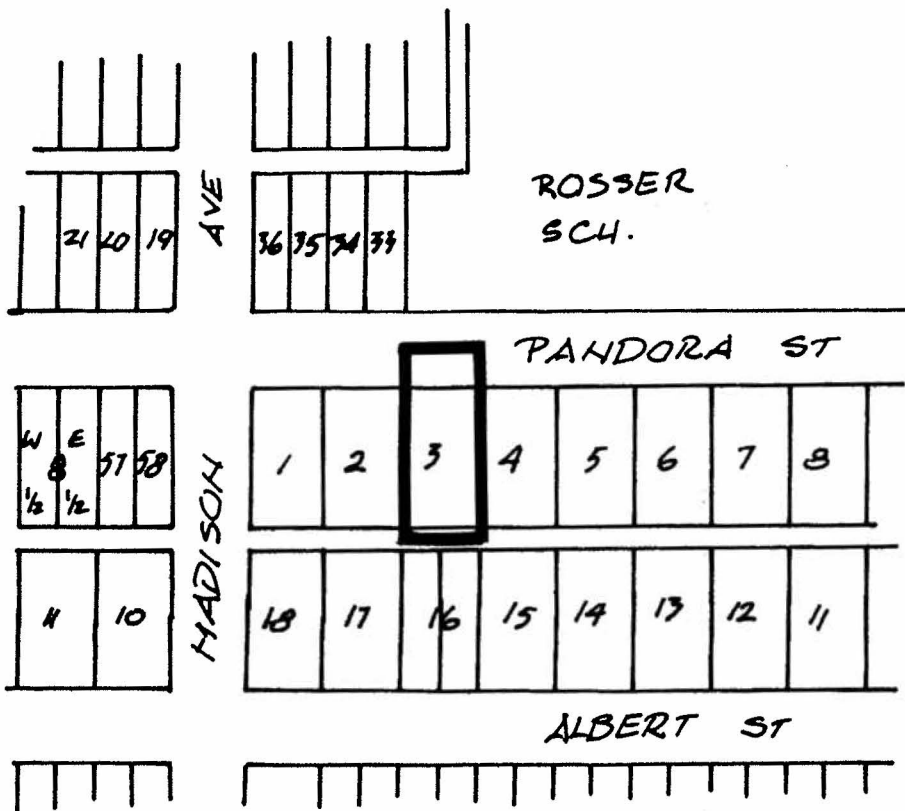 ROSSER
SCH.
AVE
21 20 19
36 35 34 33
PANDORA ST
W E
8
1/2 1/2
57 58
1 2 3 4 5 6 7 8
MADISON
11 10
18 17 16 15 14 13 12 11
ALBERT ST